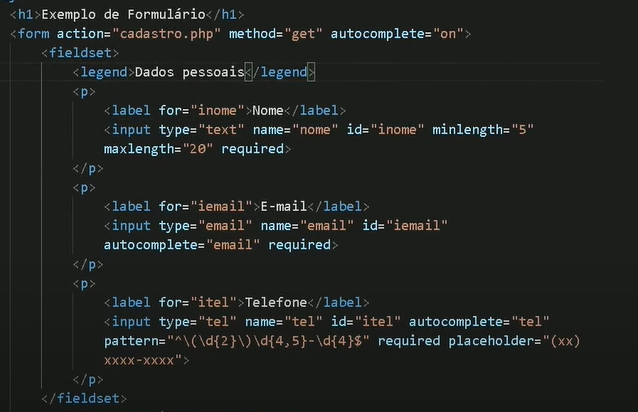 <h1>Exemplo de Formulário</h1>
<form action="cadastro.php" method="get" autocomplete="on">
<fieldset>
<legend>Dados pessoais</legend>
<p>
<label for="inome">Nome</label>
<input type="text" name="nome" id="inome" minlength="5"
maxlength="20" required>
</p>
<p>
<label for="iemail">E-mail</label>
<input type="email" name="email" id="iemail"
autocomplete="email" required>
</p>
<p>
<label for="itel">Telefone</label>
<input type="tel" name="tel" id="itel" autocomplete="tel"
pattern="^\(\d{2}\)\d{4,5}-\d{4}$" required placeholder="(xx)
xxxx-xxxx">
</p>
</fieldset>